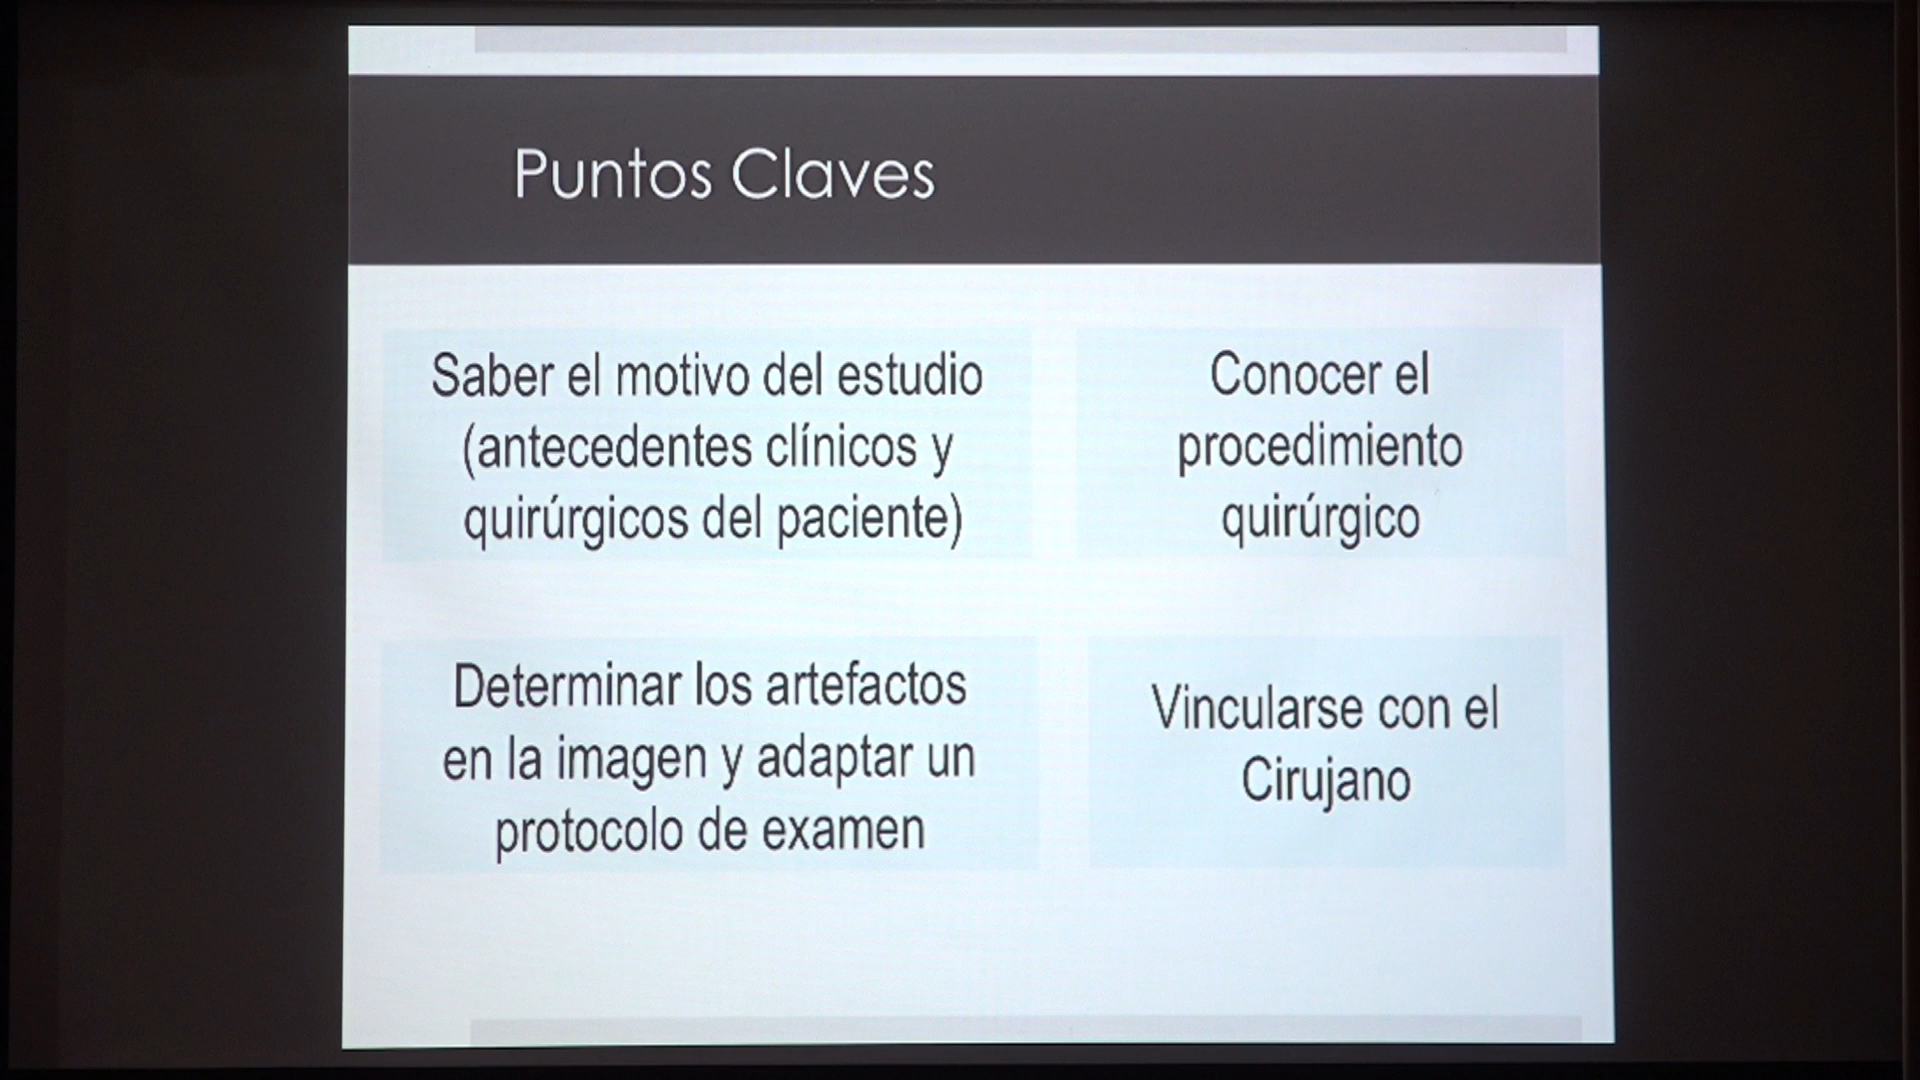 Puntos Claves
Saber el motivo del estudio
(antecedentes clínicos y
quirúrgicos del paciente)
Conocer el
procedimiento
quirúrgico
Determinar los artefactos
en la imagen y adaptar un
protocolo de examen
Vincularse con el
Cirujano